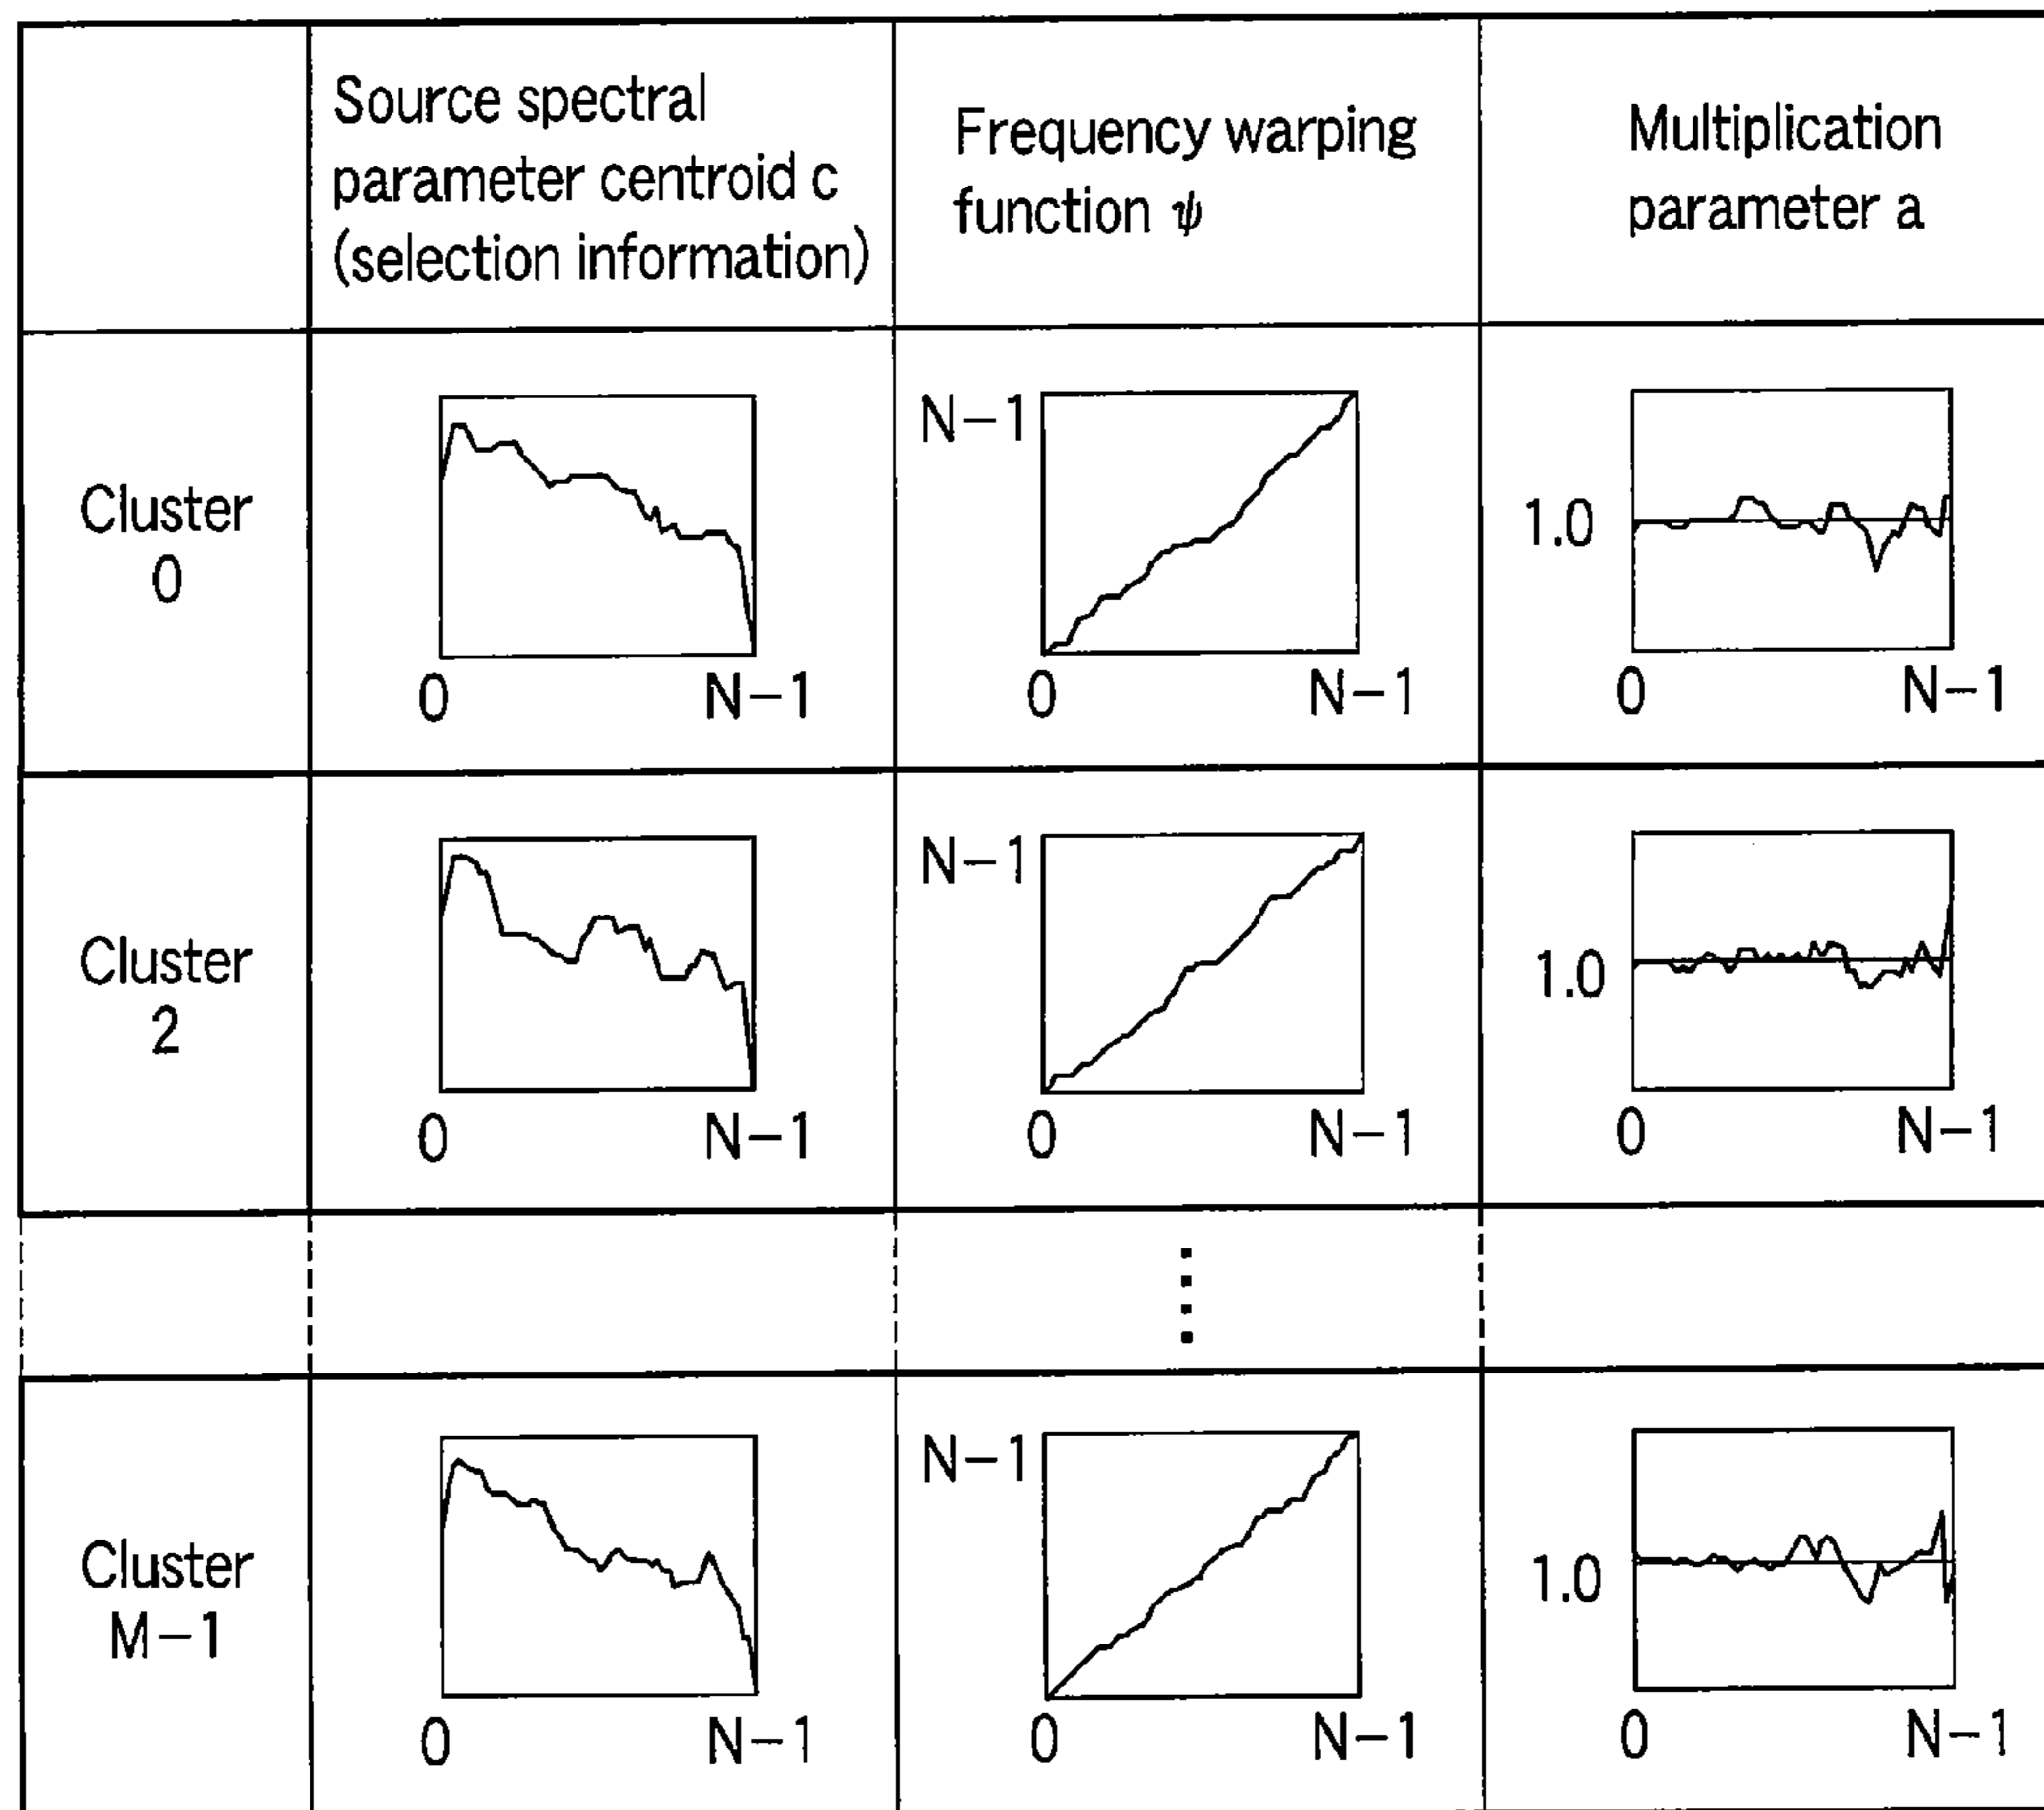 Source spectral
parameter centroid c
(selection information)
Frequency warping
function ψ
Multiplication
parameter a
Cluster
0
0
N-1
N-1
0
N-1
1.0
0
N-1
Cluster
2
0
N-1
N-1
0
N-1
1.0
0
N-1
Cluster
M-1
0
N-1
N-1
0
N-1
1.0
0
N-1